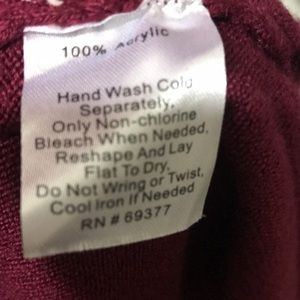 100% Acrylic
Hand Wash Cold
Separately.
Only Non-chlorine
Bleach When Needed.
Reshape And Lay
Flat To Dry.
Do Not Wring or Twist.
Cool Iron If Needed
RN # 69377